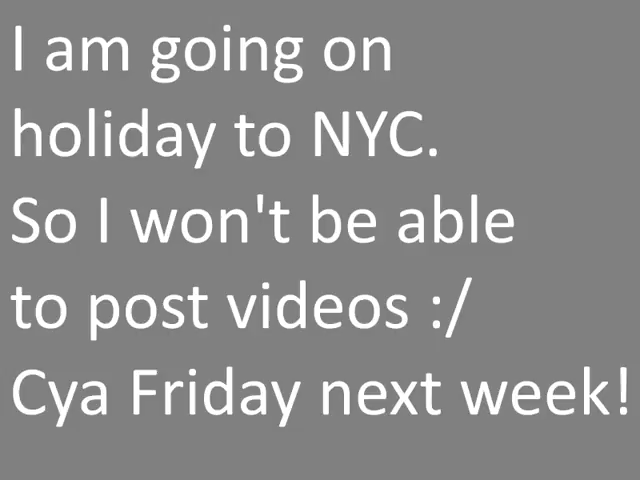 I am going on
holiday to NYC.
So I won't be able
to post videos :/
Cya Friday next week!